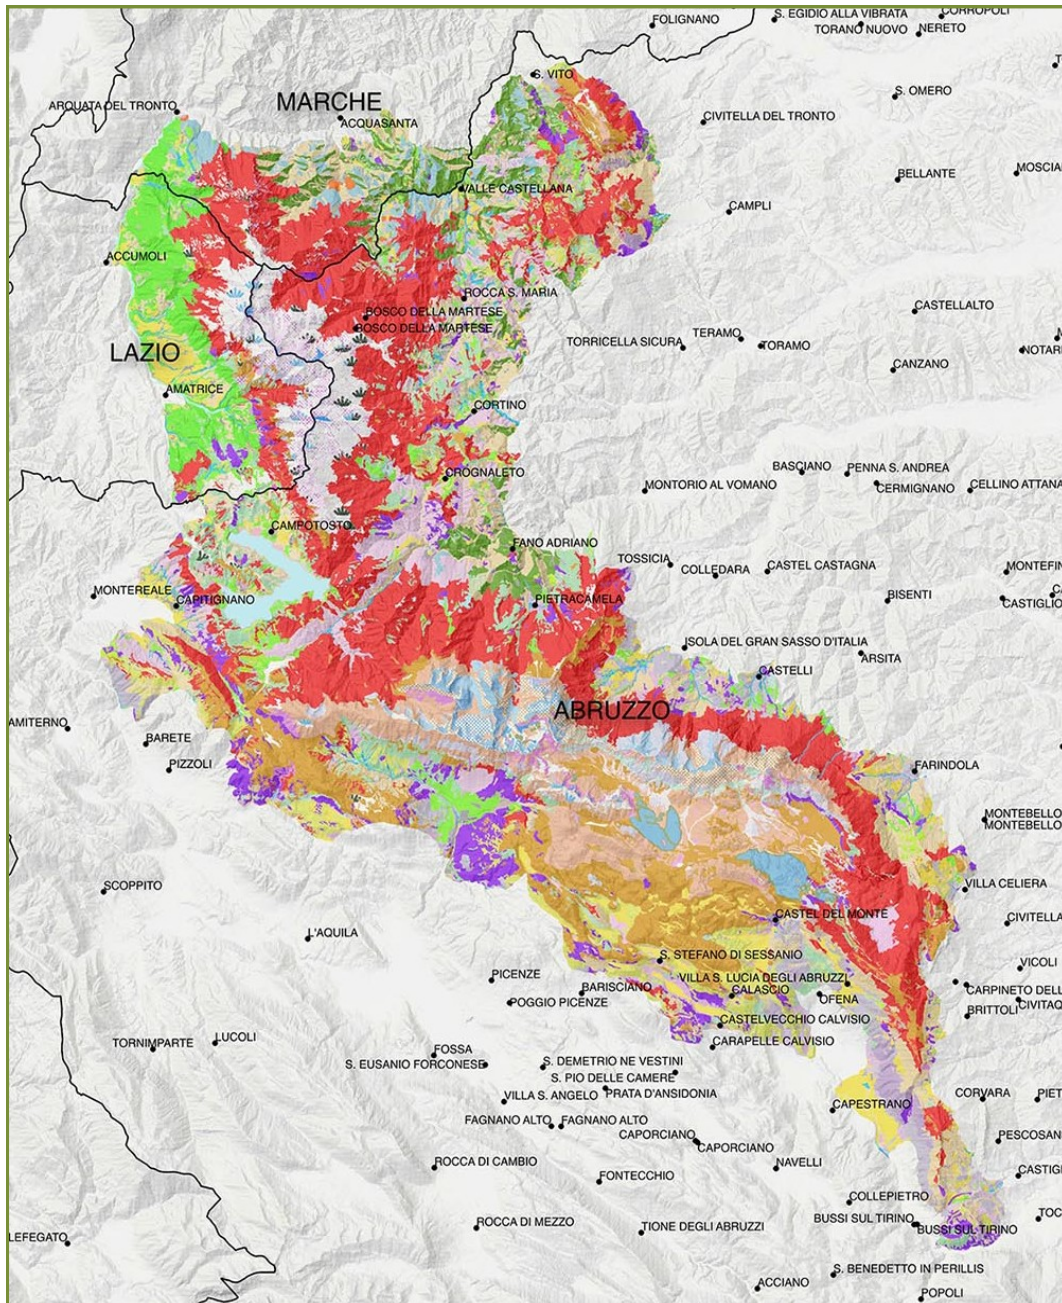 FOLIGNANO
S. EGIDIO ALLA VIBRATA
CORROPOLI
TORANO NUOVO
NERETO
S. VITO
ARQUATA DEL TRONTO
MARCHE
ACQUASANTA
S. OMERO
CIVITELLA DEL TRONTO
VALLE CASTELLANA
BELLANTE
MOSCIA
CAMPLI
ACCUMOLI
ROCCA S. MARIA
BOSCO DELLA MARTESE
BOSCO DELLA MARTESE
CASTELLALTO
LAZIO
TORRICELLA SICURA
TERAMO
TORAMO
NOTAR
CANZANO
AMATRICE
CORTINO
CROGNALETO
BASCIANO
PENNA S. ANDREA
MONTORIO AL VOMANO
CERMIGNANO
CELLINO ATTANA
CAMPOTOSTO
FANO ADRIANO
TOSSICIA
COLLEDARA
CASTEL CASTAGNA
MONTEFIN
MONTEREALE
CAPITIGNANO
PIETRACAMELA
BISENTI
CASTIGLIO
ISOLA DEL GRAN SASSO D'ITALIA
ARSITA
CASTELLI
ABRUZZO
AMITERNO
BARETE
PIZZOLI
FARINDOLA
MONTEBELLO
MONTEBELLO
SCOPPITO
VILLA CELIERA
CASTEL DEL MONTE
CIVITELLA
L'AQUILA
S. STEFANO DI SESSANIO
VICOLI
PICENZE
BARISCIANO
VILLA S. LUCIA DEGLI ABRUZZI
CALASCIO
OFENA
CARPINETO DELL
CIVITAQ
POGGIO PICENZE
BRITTOLI
CASTELVECCHIO CALVISIO
TORNIMPARTE
LUCOLI
CARAPELLE CALVISIO
FOSSA
S. EUSANIO FORCONESE
S. DEMETRIO NE VESTINI
S. PIO DELLE CAMERE
VILLA S. ANGELO
PRATA D'ANSIDONIA
CORVARA
PIET
CAPESTRANO
FAGNANO ALTO
FAGNANO ALTO
CAPORCIANO
CAPORCIANO
PESCOSAN
ROCCA DI CAMBIO
NAVELLI
FONTECCHIO
CASTIG
COLLEPIETRO
ROCCA DI MEZZO
TIONE DEGLI ABRUZZI
BUSSI SUL TIRINO
BUSSI SUL TIRINO
TOC
LEFEGATO
S. BENEDETTO IN PERILLIS
ACCIANO
POPOLI